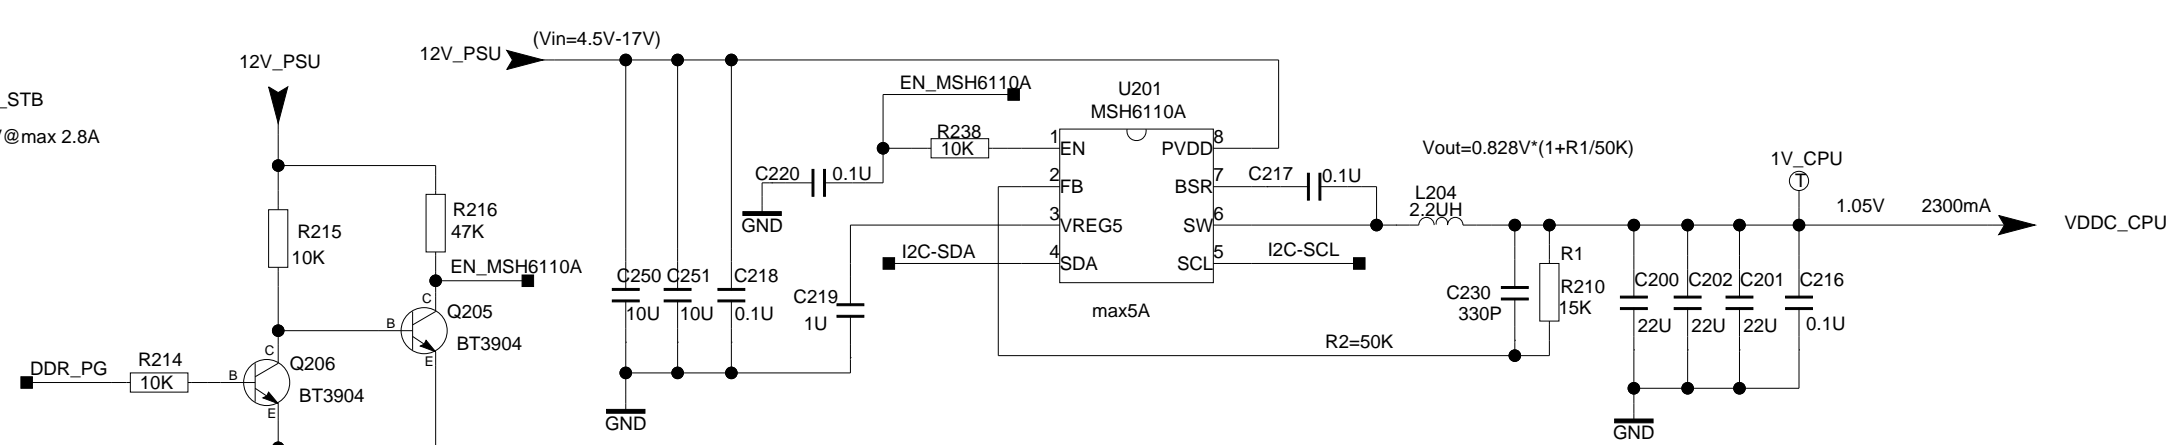 _STB
@max 2.8A
12V_PSU
R215
10K
R216
47K
EN_MSH6110A
C
B
E
Q205
BT3904
DDR_PG
R214
10K
C
B
E
Q206
BT3904
12V_PSU
(Vin=4.5V-17V)
C250
10U
C251
10U
C218
0.1U
GND
EN_MSH6110A
R238
10K
C220
0.1U
GND
C219
1U
I2C-SDA
U201
MSH6110A
1
EN
2
FB
3
VREG5
4
SDA
8
PVDD
7
BSR
6
SW
5
SCL
max5A
C217
0.1U
I2C-SCL
Vout=0.828V*(1+R1/50K)
L204
2.2UH
R2=50K
C230
330P
R1
R210
15K
1V_CPU
T
1.05V
2300mA
VDDC_CPU
C200
22U
C202
22U
C201
22U
C216
0.1U
GND